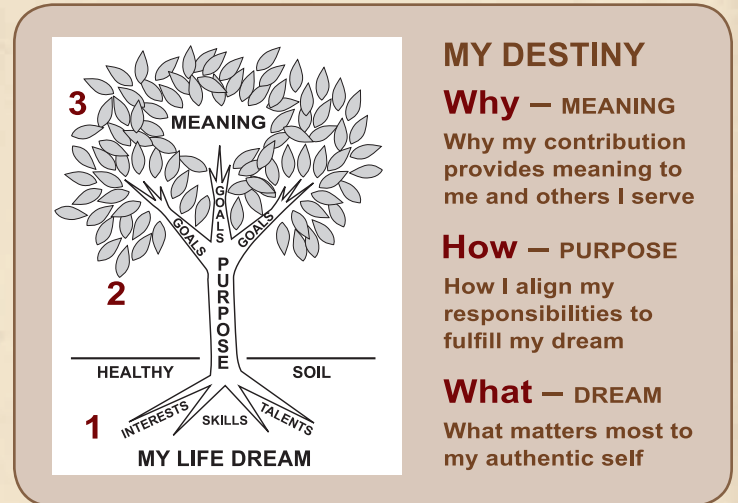 3
MEANING
GOALS
GOALS
GOALS
PURPOSE
2
HEALTHY SOIL
1
INTERESTS
SKILLS
TALENTS
MY LIFE DREAM
MY DESTINY
Why – MEANING
Why my contribution
provides meaning to
me and others I serve
How – PURPOSE
How I align my
responsibilities to
fulfill my dream
What – DREAM
What matters most to
my authentic self